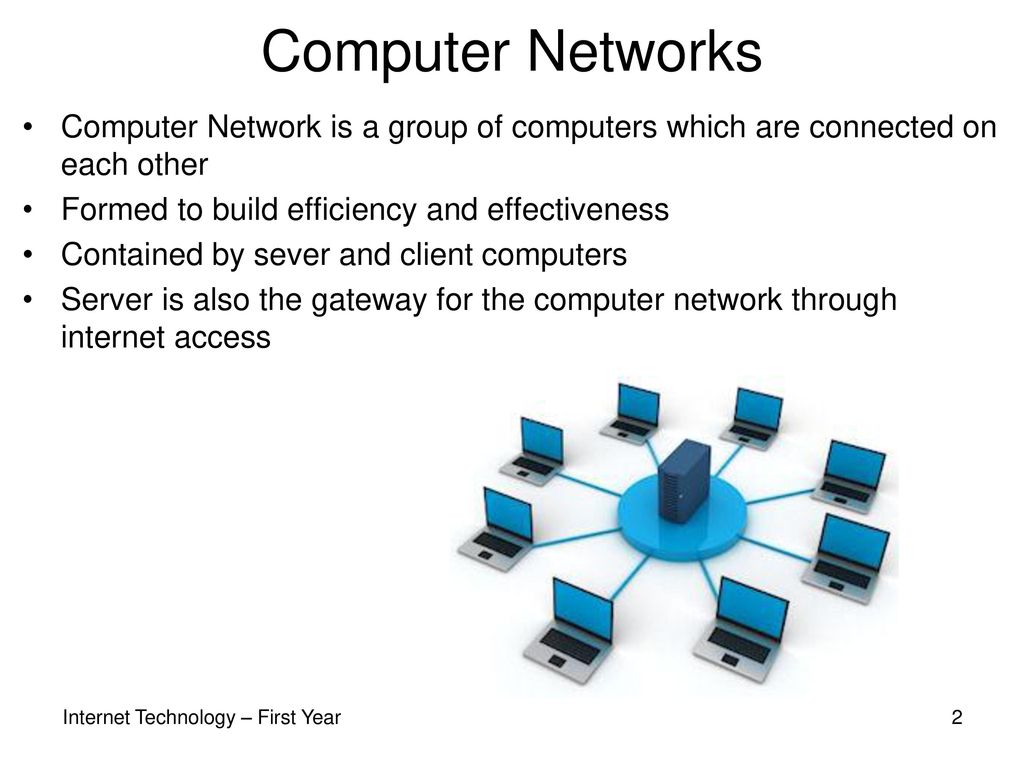 Computer Networks
• Computer Network is a group of computers which are connected on
each other
• Formed to build efficiency and effectiveness
• Contained by sever and client computers
• Server is also the gateway for the computer network through
internet access
Internet Technology – First Year
2